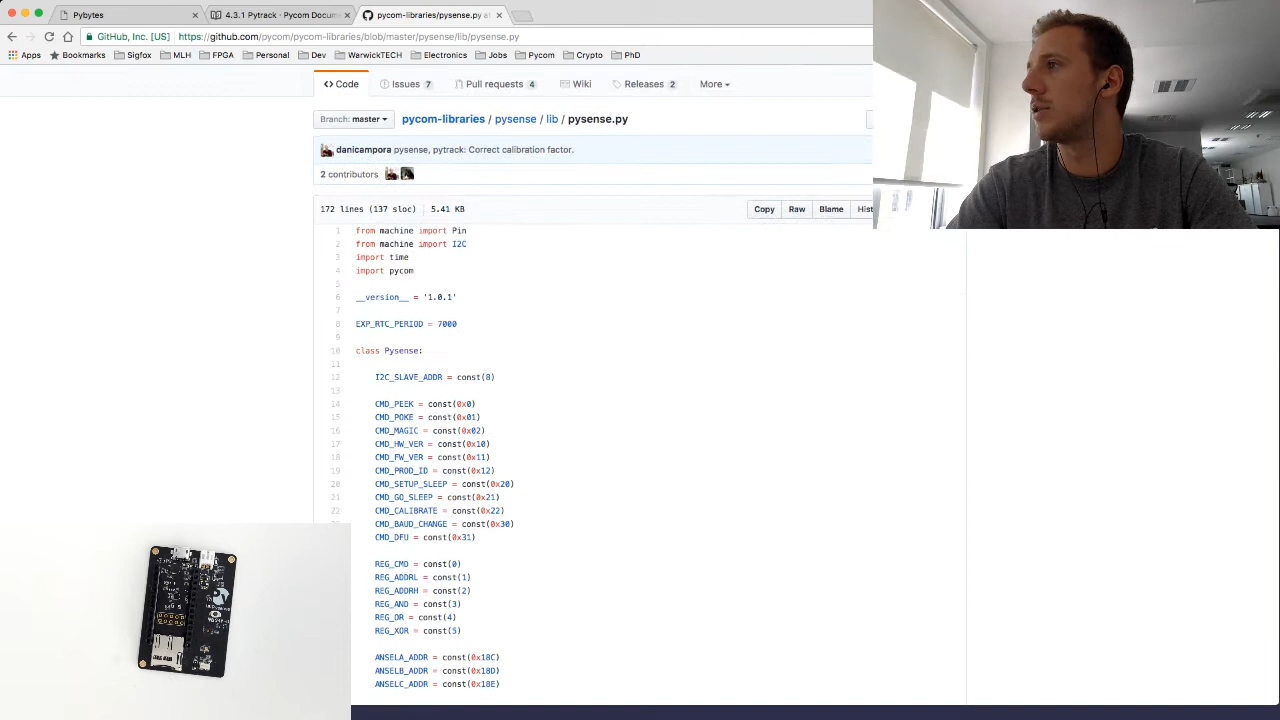 Pybytes
4.3.1 Pytrack · Pycom Docum
pycom-libraries/pysense.py at
GitHub, Inc. [US] https://github.com/pycom/pycom-libraries/blob/master/pysense/lib/pysense.py
Apps Bookmarks Sigfox MLH FPGA Personal Dev WarwickTECH Electronics Jobs Pycom Crypto PhD
Code Issues 7 Pull requests 4 Wiki Releases 2 More
Branch: master pycom-libraries / pysense / lib / pysense.py
danicampora pysense, pytrack: Correct calibration factor.
2 contributors
172 lines (137 sloc) 5.41 KB Copy Raw Blame Hist
1 from machine import Pin
2 from machine import I2C
3 import time
4 import pycom
5
6 __version__ = '1.0.1'
7
8 EXP_RTC_PERIOD = 7000
9
10 class Pysense:
11
12 I2C_SLAVE_ADDR = const(8)
13
14 CMD_PEEK = const(0x0)
15 CMD_POKE = const(0x01)
16 CMD_MAGIC = const(0x02)
17 CMD_HW_VER = const(0x10)
18 CMD_FW_VER = const(0x11)
19 CMD_PROD_ID = const(0x12)
20 CMD_SETUP_SLEEP = const(0x20)
21 CMD_GO_SLEEP = const(0x21)
22 CMD_CALIBRATE = const(0x22)
CMD_BAUD_CHANGE = const(0x30)
CMD_DFU = const(0x31)
REG_CMD = const(0)
REG_ADDRL = const(1)
REG_ADDRH = const(2)
REG_AND = const(3)
REG_OR = const(4)
REG_XOR = const(5)
ANSELA_ADDR = const(0x18C)
ANSELB_ADDR = const(0x18D)
ANSELC_ADDR = const(0x18E)